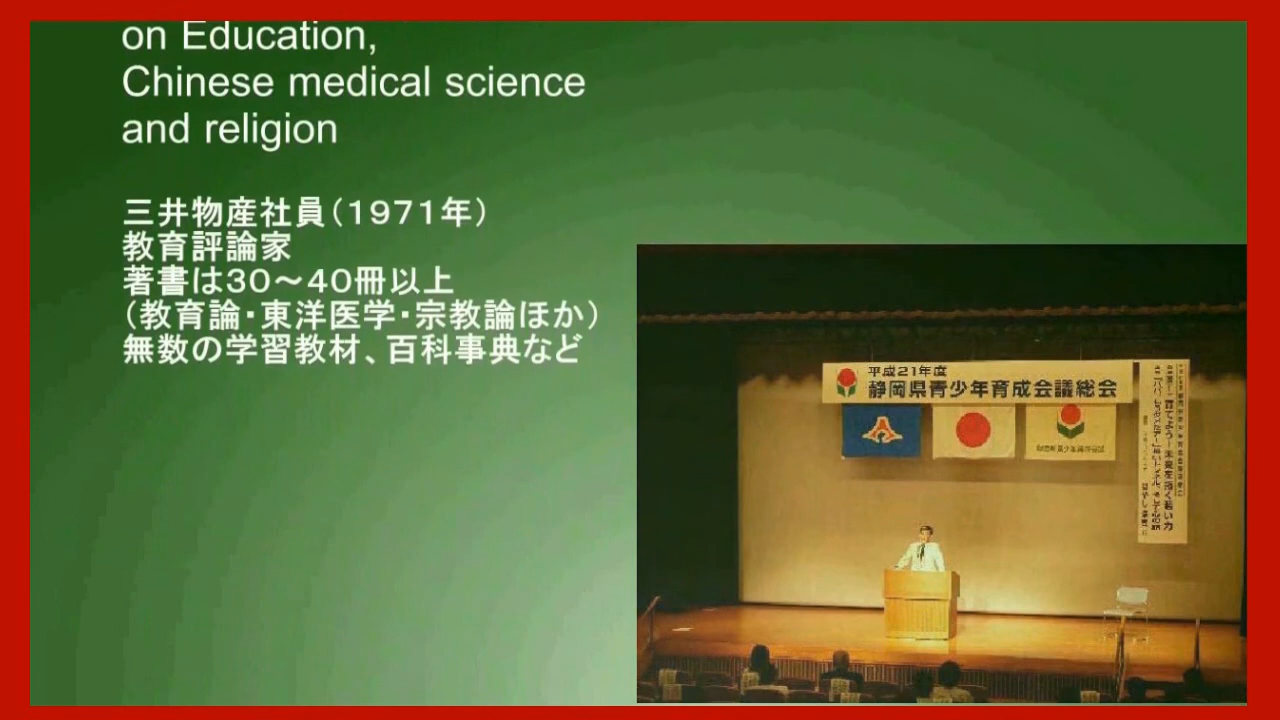 on Education,
Chinese medical science
and religion
三井物産社員（1971年）
教育評論家
著書は30～40冊以上
（教育論・東洋医学・宗教論ほか）
無数の学習教材、百科事典など
平成21年度
静岡県青少年育成会議総会